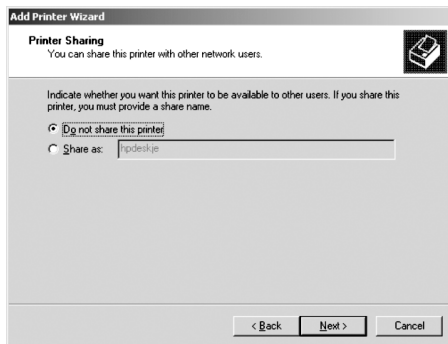 Add Printer Wizard
Printer Sharing
You can share this printer with other network users.
Indicate whether you want this printer to be available to other users. If you share this
printer, you must provide a share name.
Do not share this printer
Share as: hpdeskje
< Back Next > Cancel